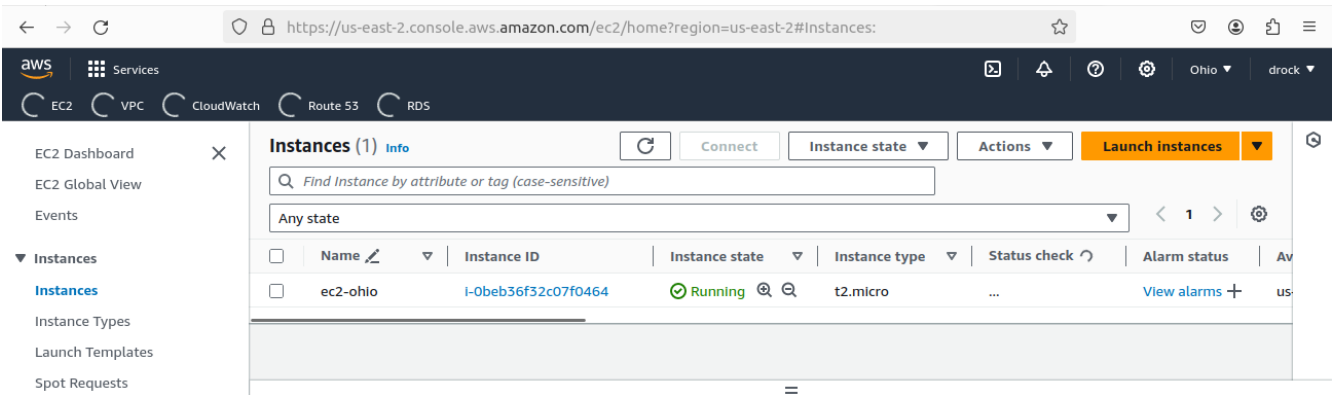 https://us-east-2.console.aws.amazon.com/ec2/home?region=us-east-2#Instances:
aws Services Ohio ▼ drock ▼
EC2 VPC CloudWatch Route 53 RDS
EC2 Dashboard
EC2 Global View
Events
▼ Instances
Instances
Instance Types
Launch Templates
Spot Requests
Instances (1) Info Connect Instance state ▼ Actions ▼ Launch instances ▼
Find Instance by attribute or tag (case-sensitive)
Any state 1
Name Instance ID Instance state Instance type Status check Alarm status Av
ec2-ohio i-0beb36f32c07f0464 Running t2.micro ... View alarms + us-